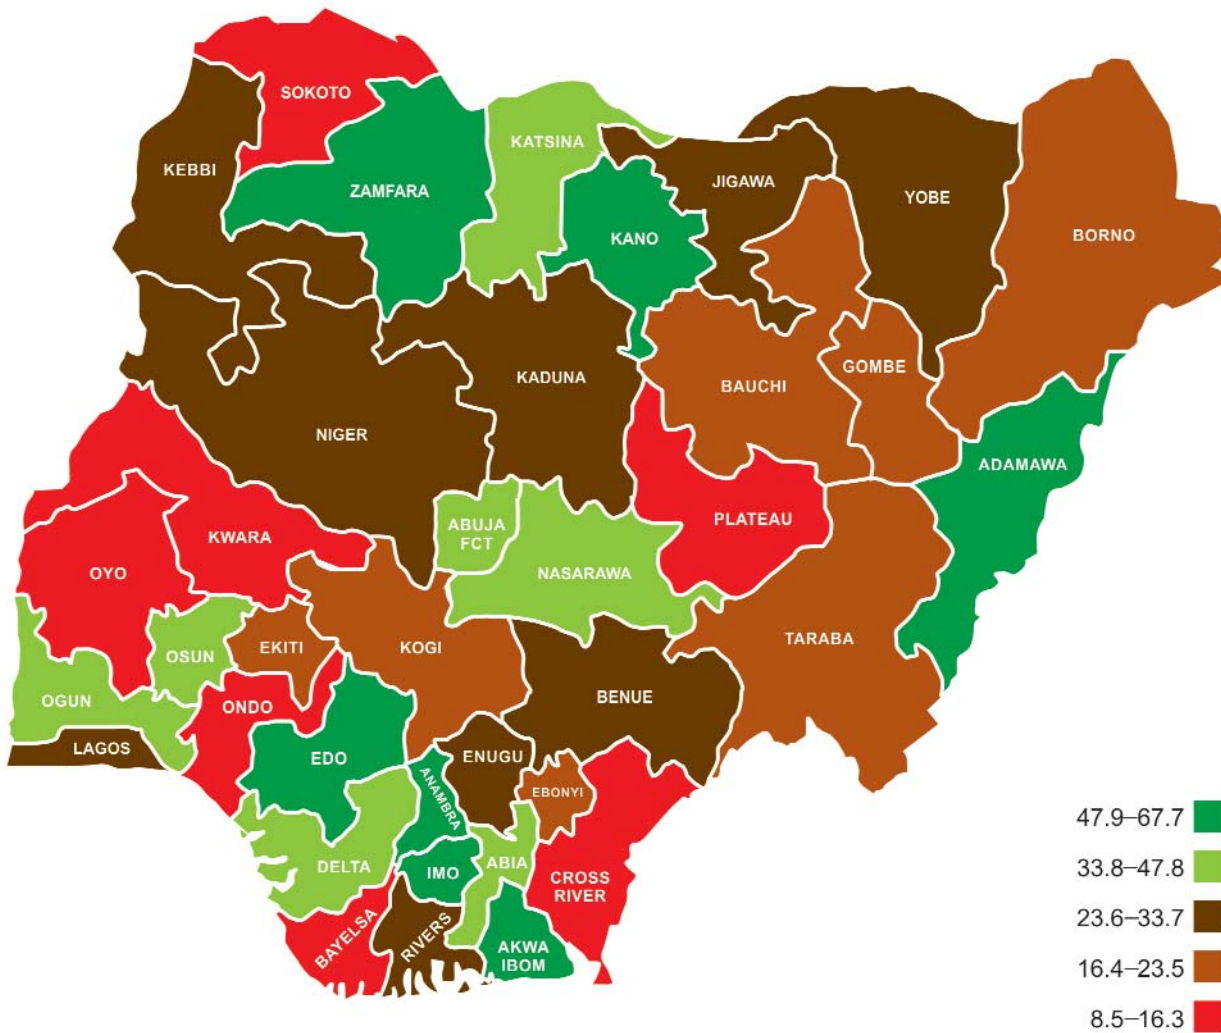 SOKOTO
KEBBI
ZAMFARA
KATSINA
KANO
JIGAWA
YOBE
BORNO
NIGER
KADUNA
BAUCHI
GOMBE
ADAMAWA
PLATEAU
KWARA
OYO
ABUJA
FCT
NASARAWA
TARABA
OGUN
OSUN
EKITI
KOGI
BENUE
LAGOS
ONDO
EDO
ENUGU
ANAMBRA
EBONYI
DELTA
IMO
ABIA
CROSS
RIVER
BAYELSA
RIVERS
AKWA
IBOM
47.9–67.7
33.8–47.8
23.6–33.7
16.4–23.5
8.5–16.3